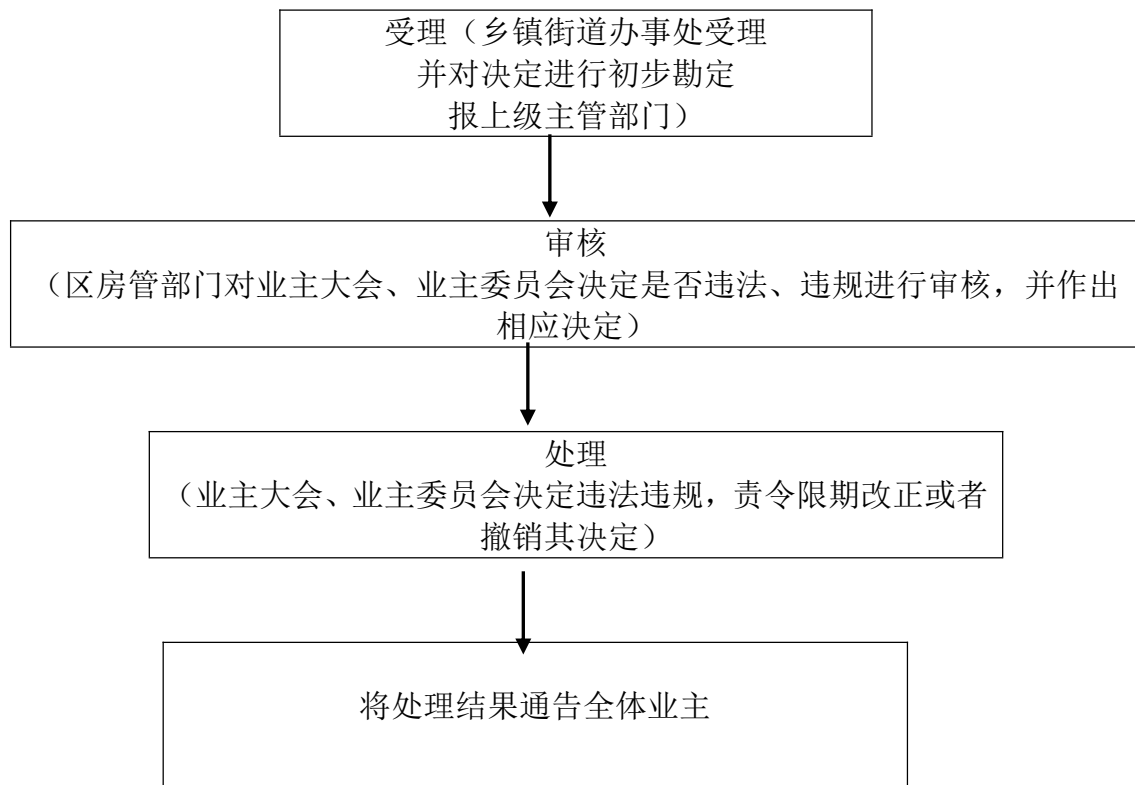 受理（乡镇街道办事处受理
并对决定进行初步勘定
报上级主管部门）
审核
（区房管部门对业主大会、业主委员会决定是否违法、违规进行审核，并作出
相应决定）
处理
（业主大会、业主委员会决定违法违规，责令限期改正或者
撤销其决定）
将处理结果通告全体业主